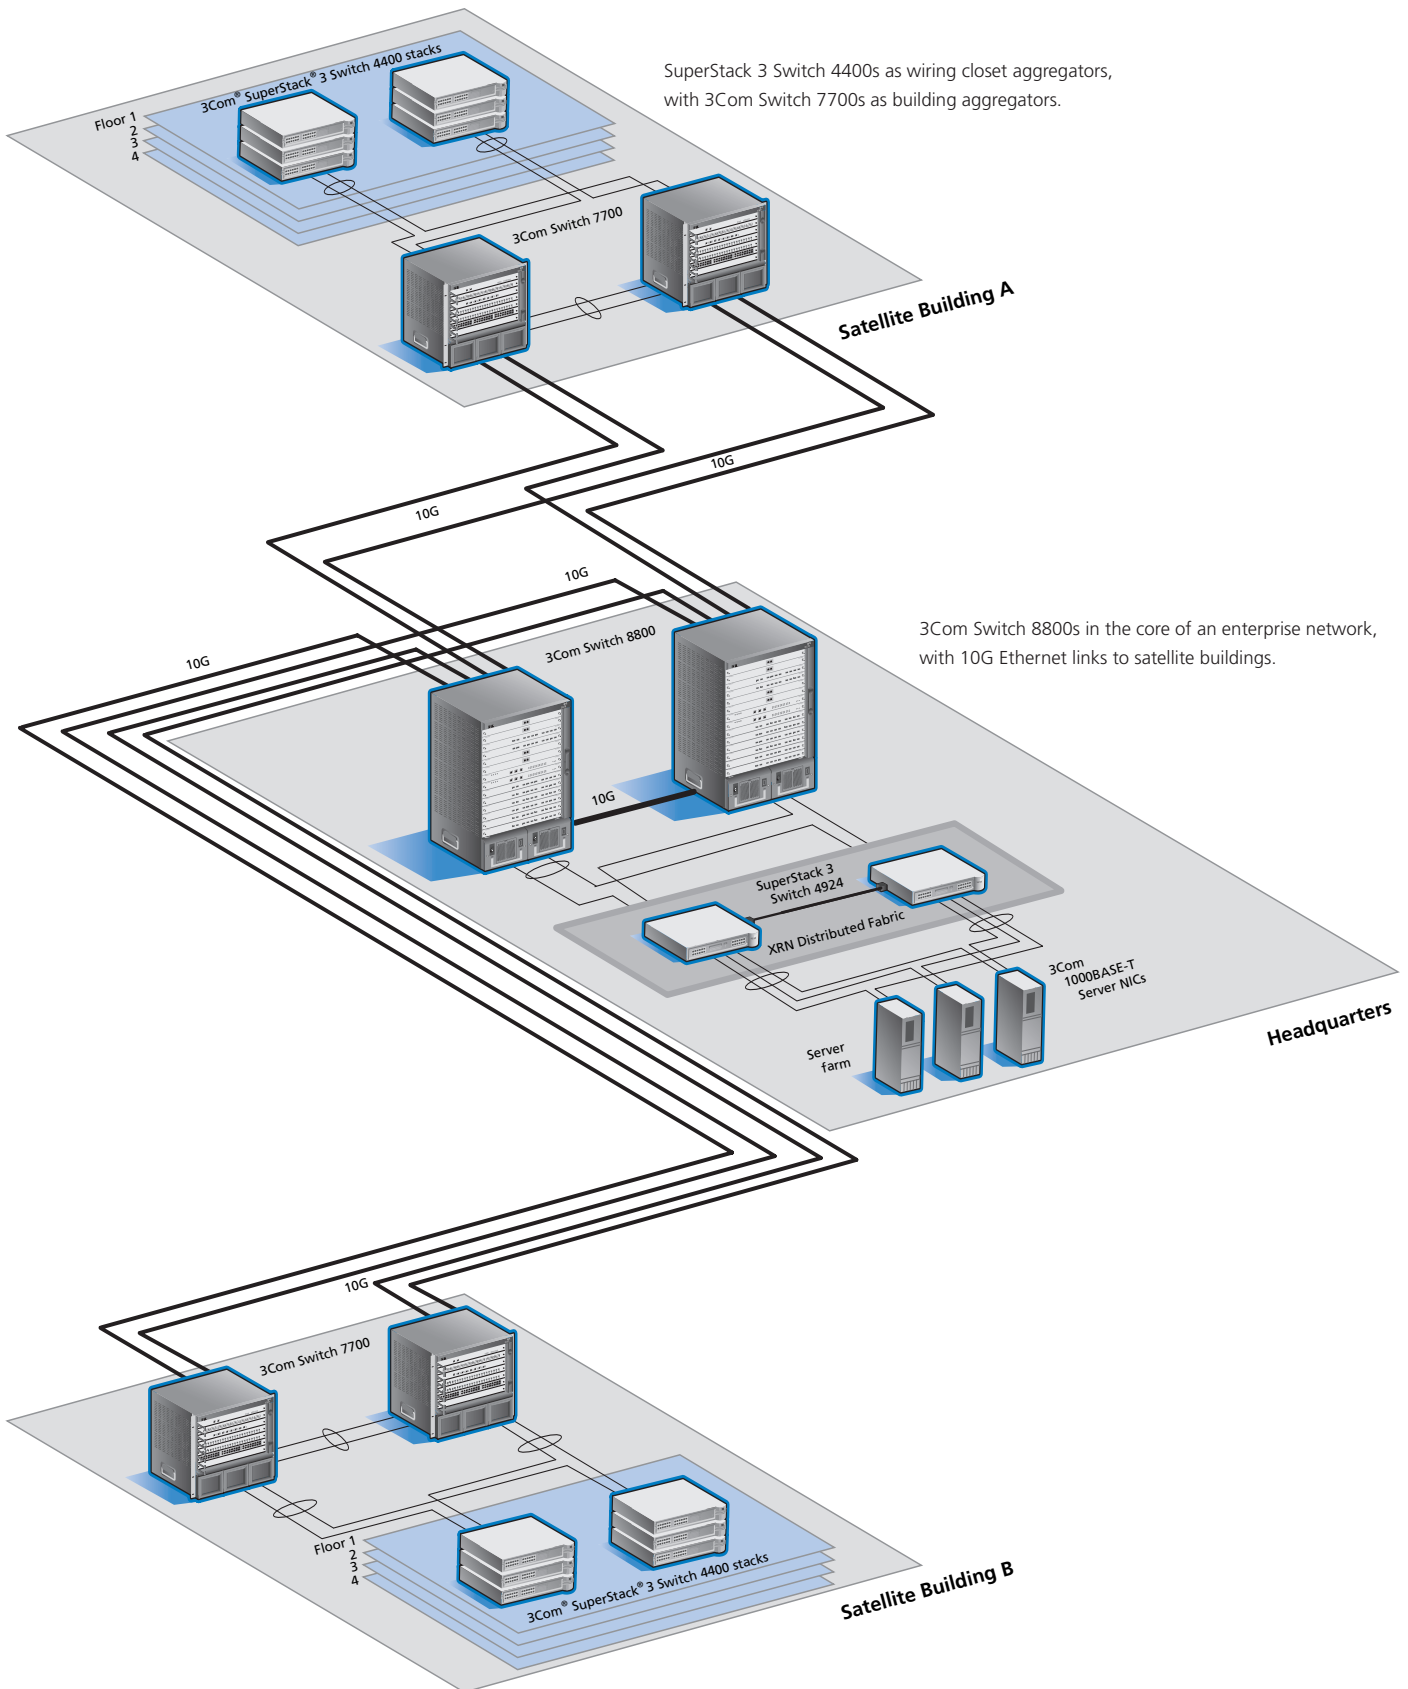 3Com® SuperStack® 3 Switch 4400 stacks
Floor 1
2
3
4
SuperStack 3 Switch 4400s as wiring closet aggregators,
with 3Com Switch 7700s as building aggregators.
3Com Switch 7700
Satellite Building A
10G
10G
10G
10G
3Com Switch 8800
3Com Switch 8800s in the core of an enterprise network,
with 10G Ethernet links to satellite buildings.
10G
SuperStack 3
Switch 4924
XRN Distributed Fabric
3Com
1000BASE-T
Server NICs
Server
farm
Headquarters
10G
3Com Switch 7700
Floor 1
2
3
4
3Com® SuperStack® 3 Switch 4400 stacks
Satellite Building B